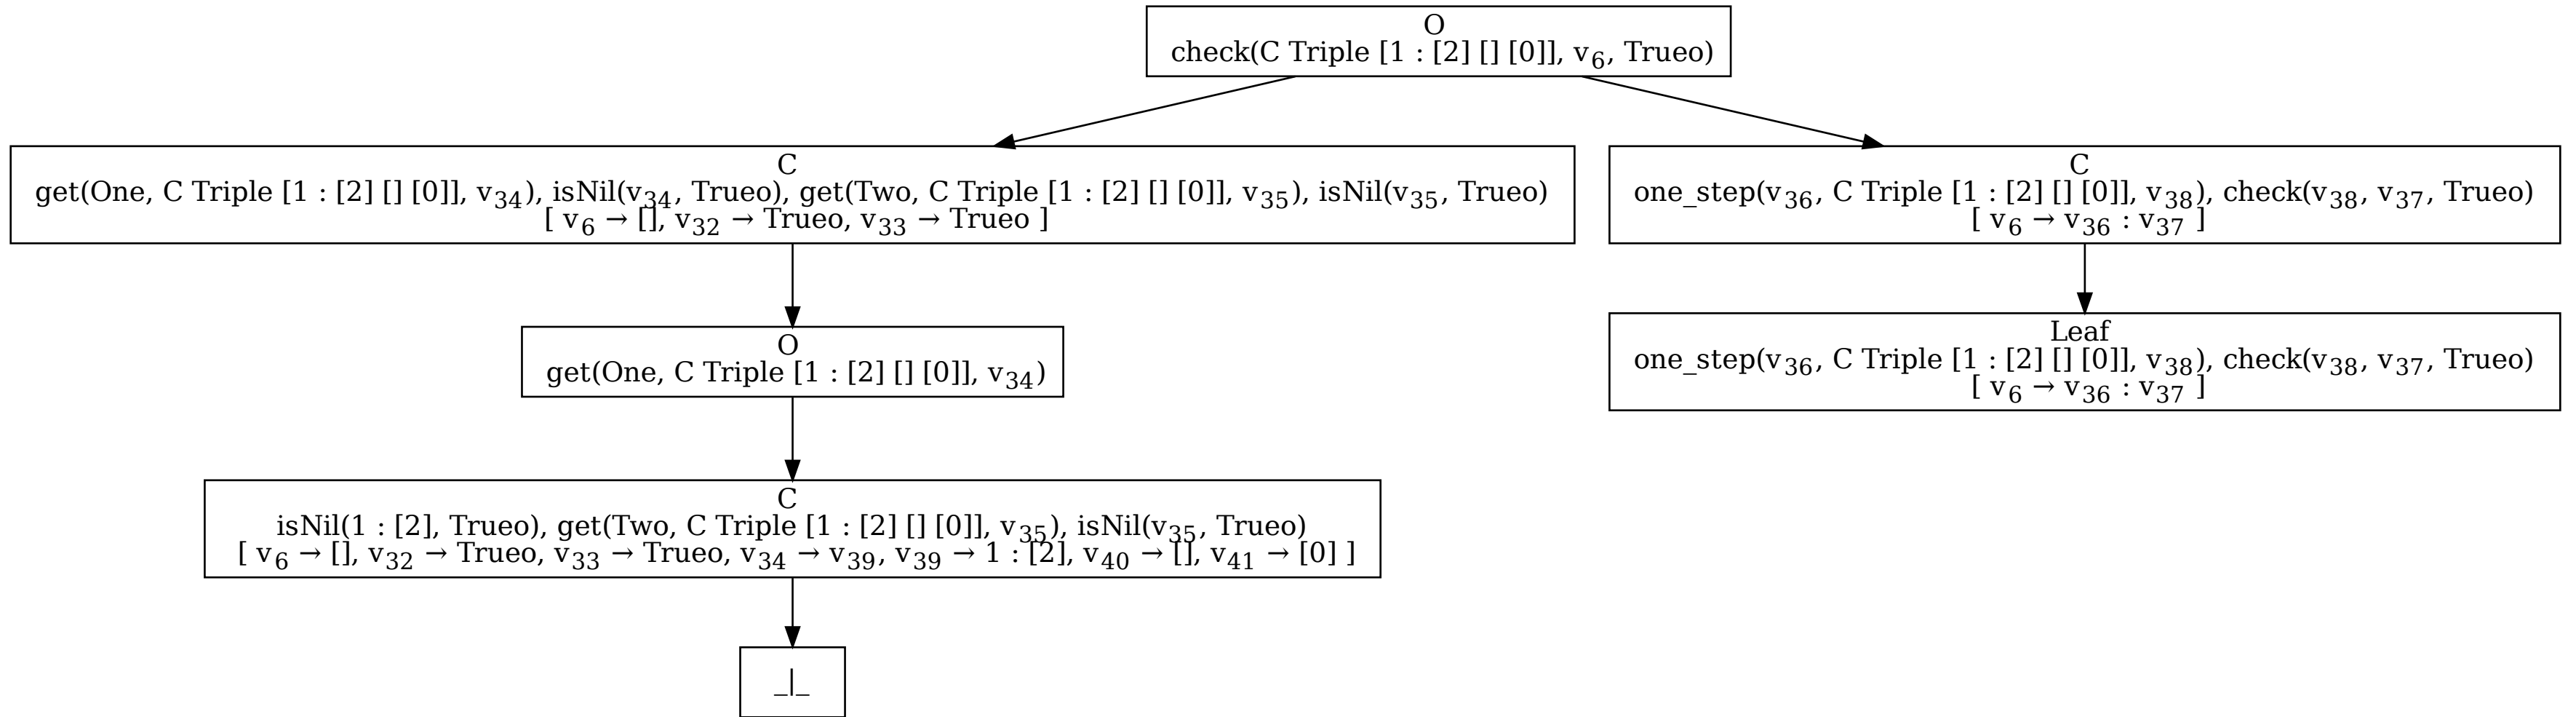 O
check(C Triple [1 : [2] [] [0]], v6, Trueo)
C
get(One, C Triple [1 : [2] [] [0]], v34), isNil(v34, Trueo), get(Two, C Triple [1 : [2] [] [0]], v35), isNil(v35, Trueo)
[ v6 → [], v32 → Trueo, v33 → Trueo ]
C
one_step(v36, C Triple [1 : [2] [] [0]], v38), check(v38, v37, Trueo)
[ v6 → v36 : v37 ]
O
get(One, C Triple [1 : [2] [] [0]], v34)
Leaf
one_step(v36, C Triple [1 : [2] [] [0]], v38), check(v38, v37, Trueo)
[ v6 → v36 : v37 ]
C
isNil(1 : [2], Trueo), get(Two, C Triple [1 : [2] [] [0]], v35), isNil(v35, Trueo)
[ v6 → [], v32 → Trueo, v33 → Trueo, v34 → v39, v39 → 1 : [2], v40 → [], v41 → [0] ]
_|_